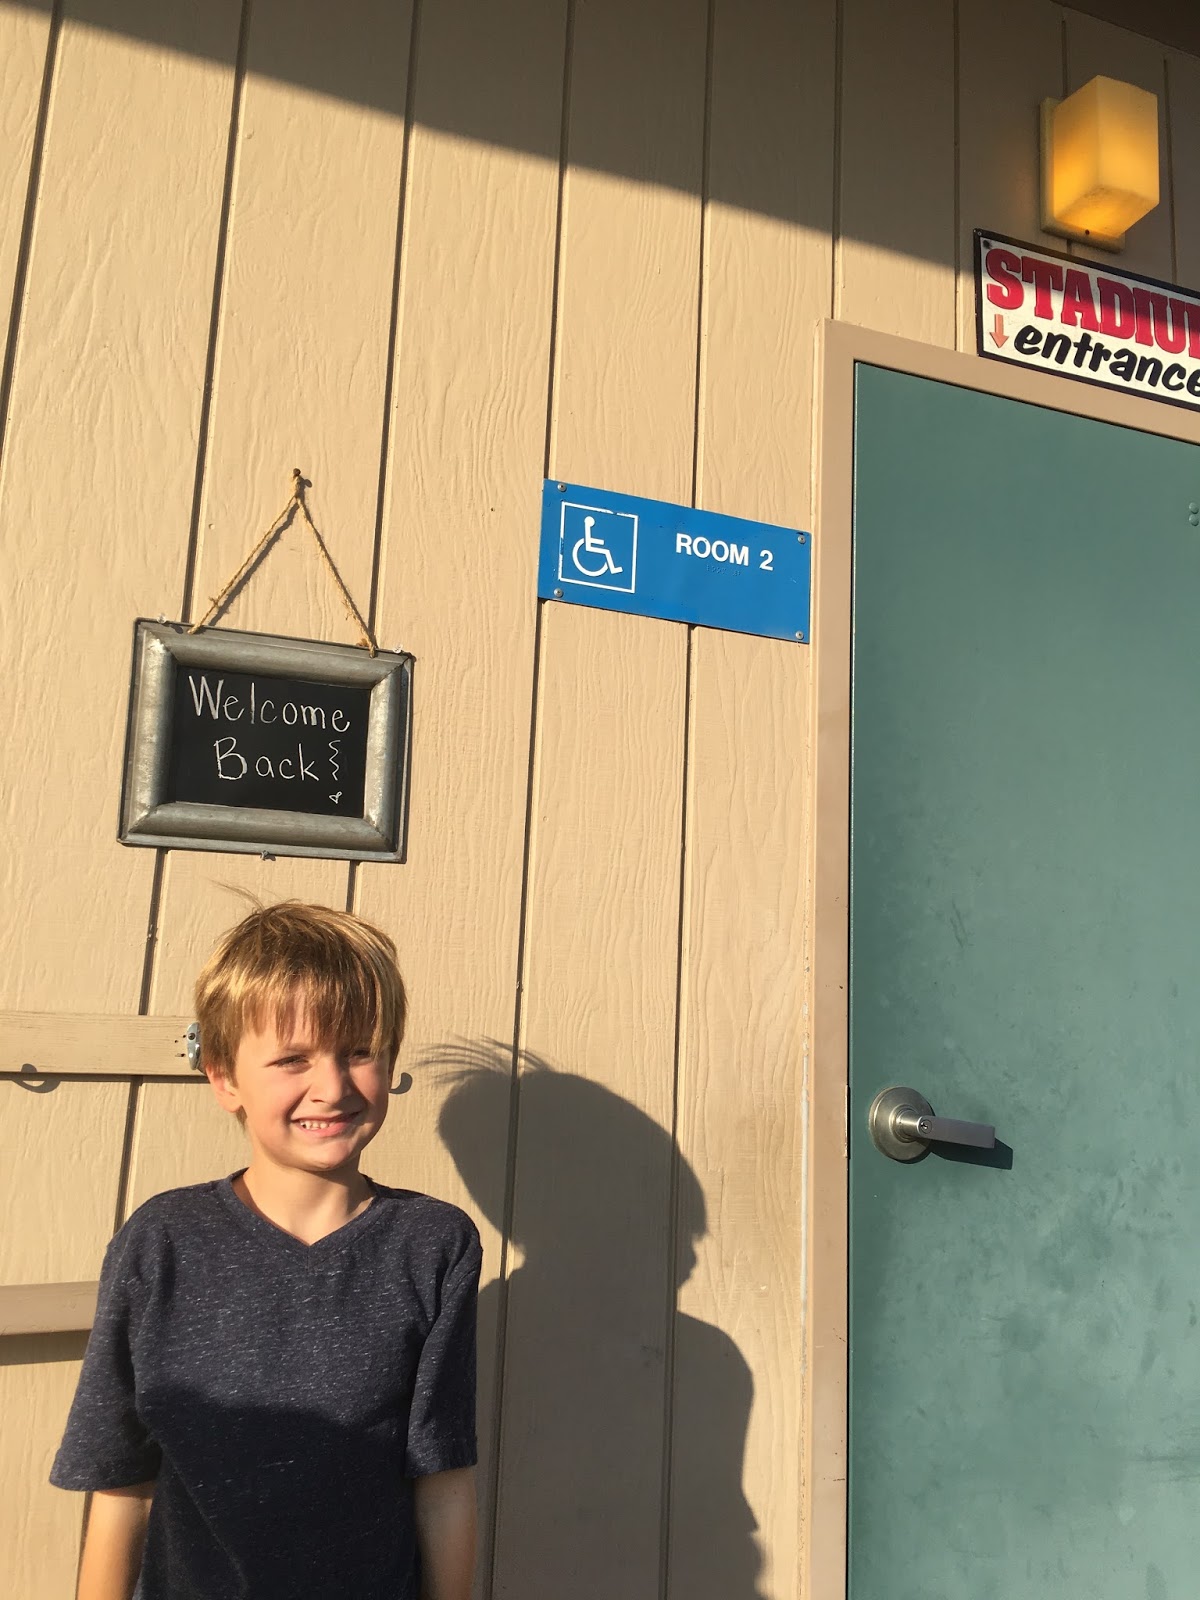 STADIU
entrance
ROOM 2
Welcome
Back!